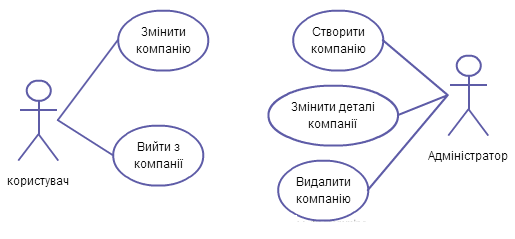 Змінити
компанію
Вийти з
компанії
користувач
Створити
компанію
Змінити деталі
компанії
Видалити
компанію
Адміністратор